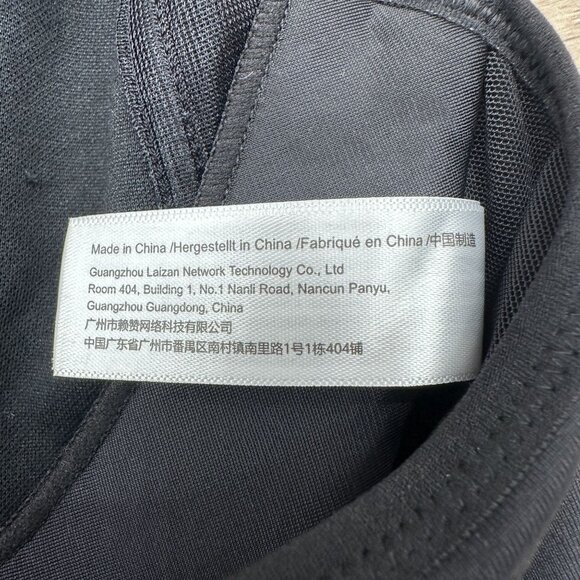 Made in China /Hergestellt in China /Fabriqué en China /中国制造
Guangzhou Laizan Network Technology Co., Ltd
Room 404, Building 1, No.1 Nanli Road, Nancun Panyu,
Guangzhou Guangdong, China
广州市赖赞网络科技有限公司
中国广东省广州市番禺区南村镇南里路1号1栋404铺